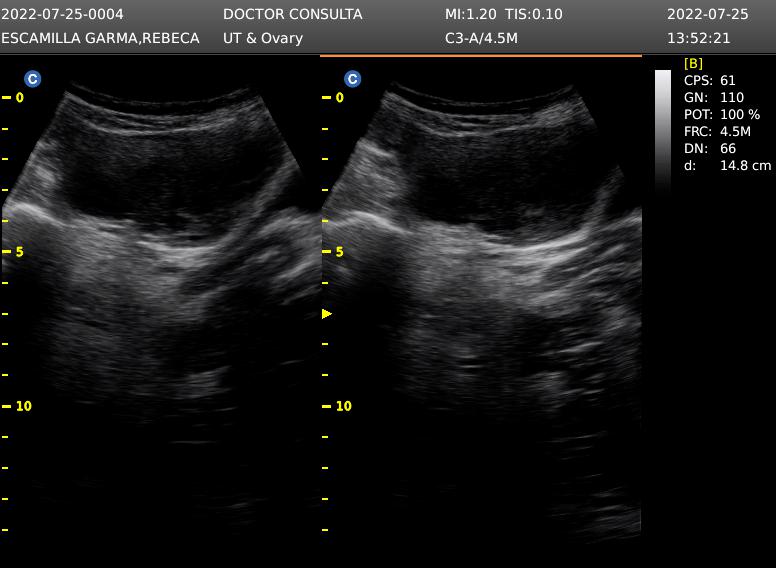 2022-07-25-0004 DOCTOR CONSULTA MI:1.20 TIS:0.10 2022-07-25
ESCAMILLA GARMA,REBECA UT & Ovary C3-A/4.5M 13:52:21
C
C
[B]
0
0
CPS: 61
GN: 110
POT: 100 %
FRC: 4.5M
DN: 66
d: 14.8 cm
5
5
10
10